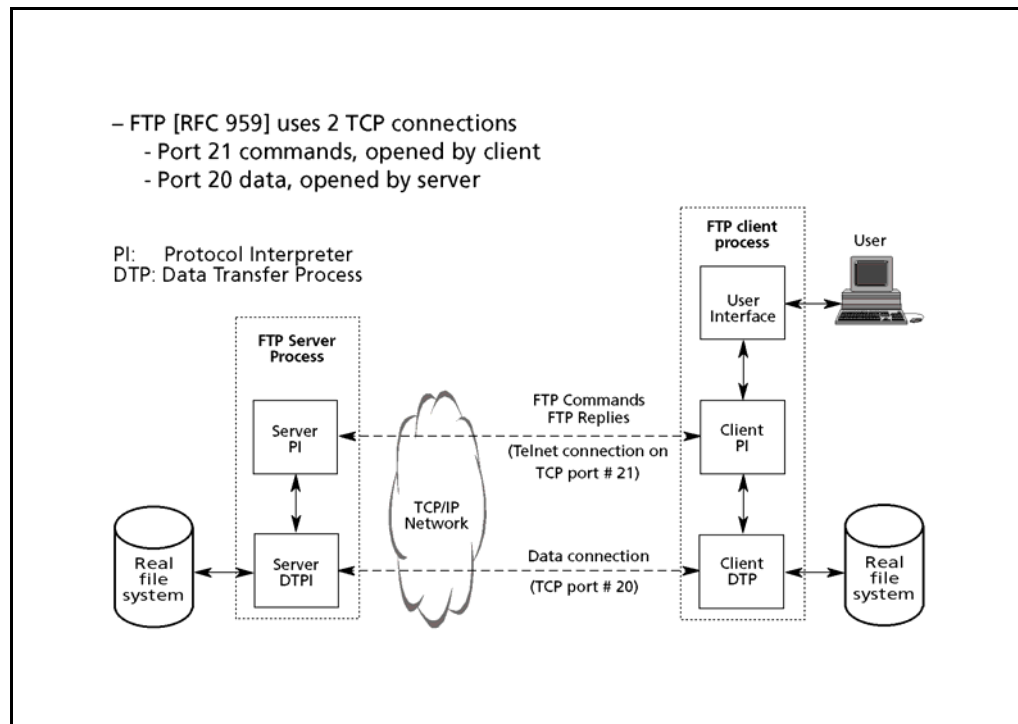 – FTP [RFC 959] uses 2 TCP connections
- Port 21 commands, opened by client
- Port 20 data, opened by server
PI: Protocol Interpreter
DTP: Data Transfer Process
FTP client
process
User
User
Interface
FTP Server
Process
FTP Commands
FTP Replies
Server
PI
Client
PI
(Telnet connection on
TCP port # 21)
TCP/IP
Network
Real
file
system
Server
DTPI
Data connection
(TCP port # 20)
Client
DTP
Real
file
system